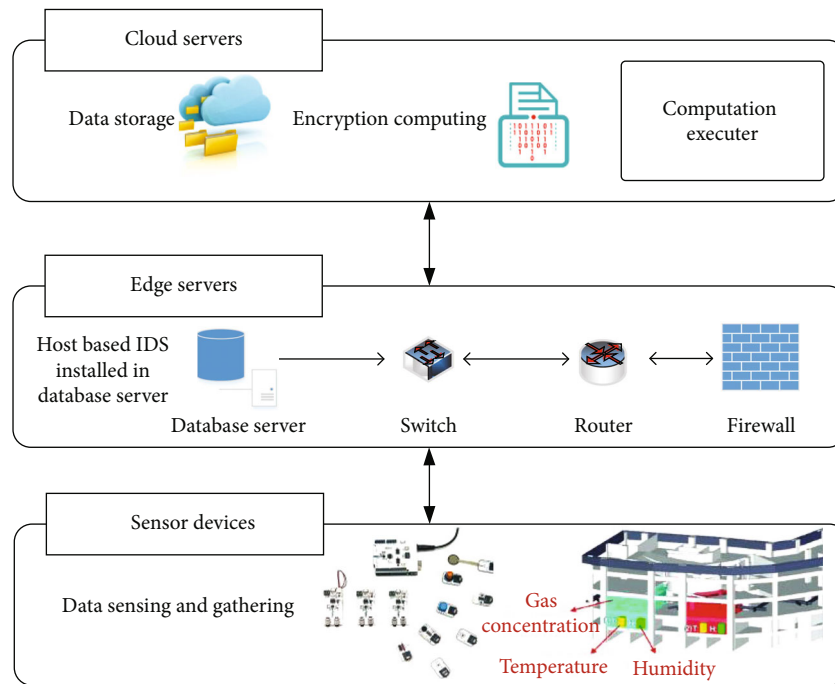 Cloud servers
Data storage
Encryption computing
Computation
executer
Edge servers
Host based IDS
installed in
database server
Database server
Switch
Router
Firewall
Sensor devices
Data sensing and gathering
Gas
concentration
Temperature
Humidity